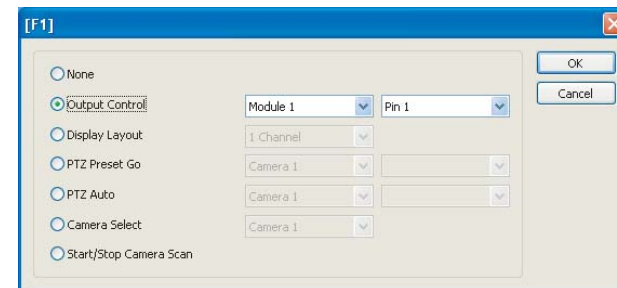 [F1]
None
OK
Output Control Module 1 Pin 1
Cancel
Display Layout 1 Channel
PTZ Preset Go Camera 1
PTZ Auto Camera 1
Camera Select Camera 1
Start/Stop Camera Scan